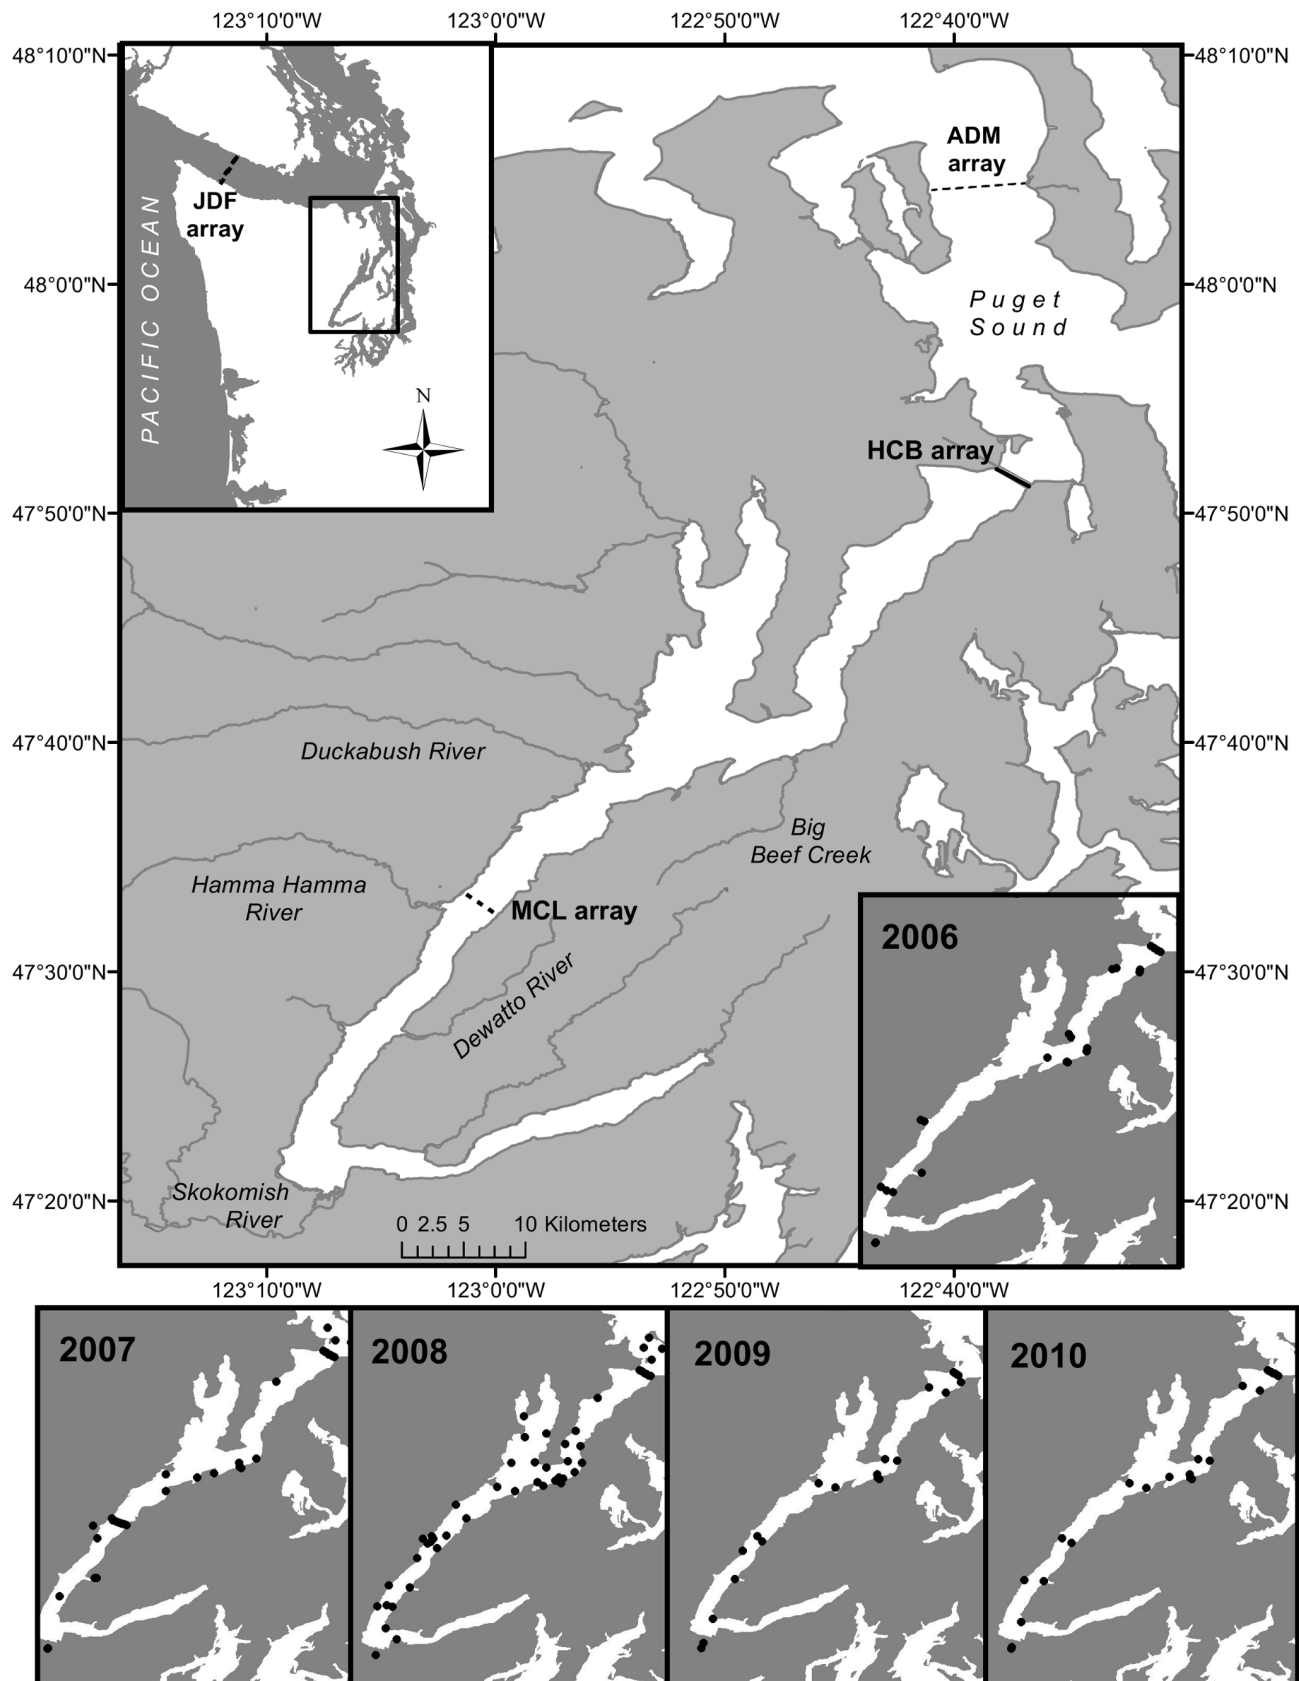 123°10'0"W 123°0'0"W 122°50'0"W 122°40'0"W
48°10'0"N 48°10'0"N
ADM
array
JDF
array
PACIFIC OCEAN
48°0'0"N 48°0'0"N
Puget
Sound
N
HCB array
47°50'0"N 47°50'0"N
47°40'0"N 47°40'0"N
Duckabush River
Big
Beef Creek
Hamma Hamma
River
MCL array
2006
47°30'0"N 47°30'0"N
Dewatto River
Skokomish
River
47°20'0"N 47°20'0"N
0 2.5 5 10 Kilometers
123°10'0"W 123°0'0"W 122°50'0"W 122°40'0"W
2007 2008 2009 2010